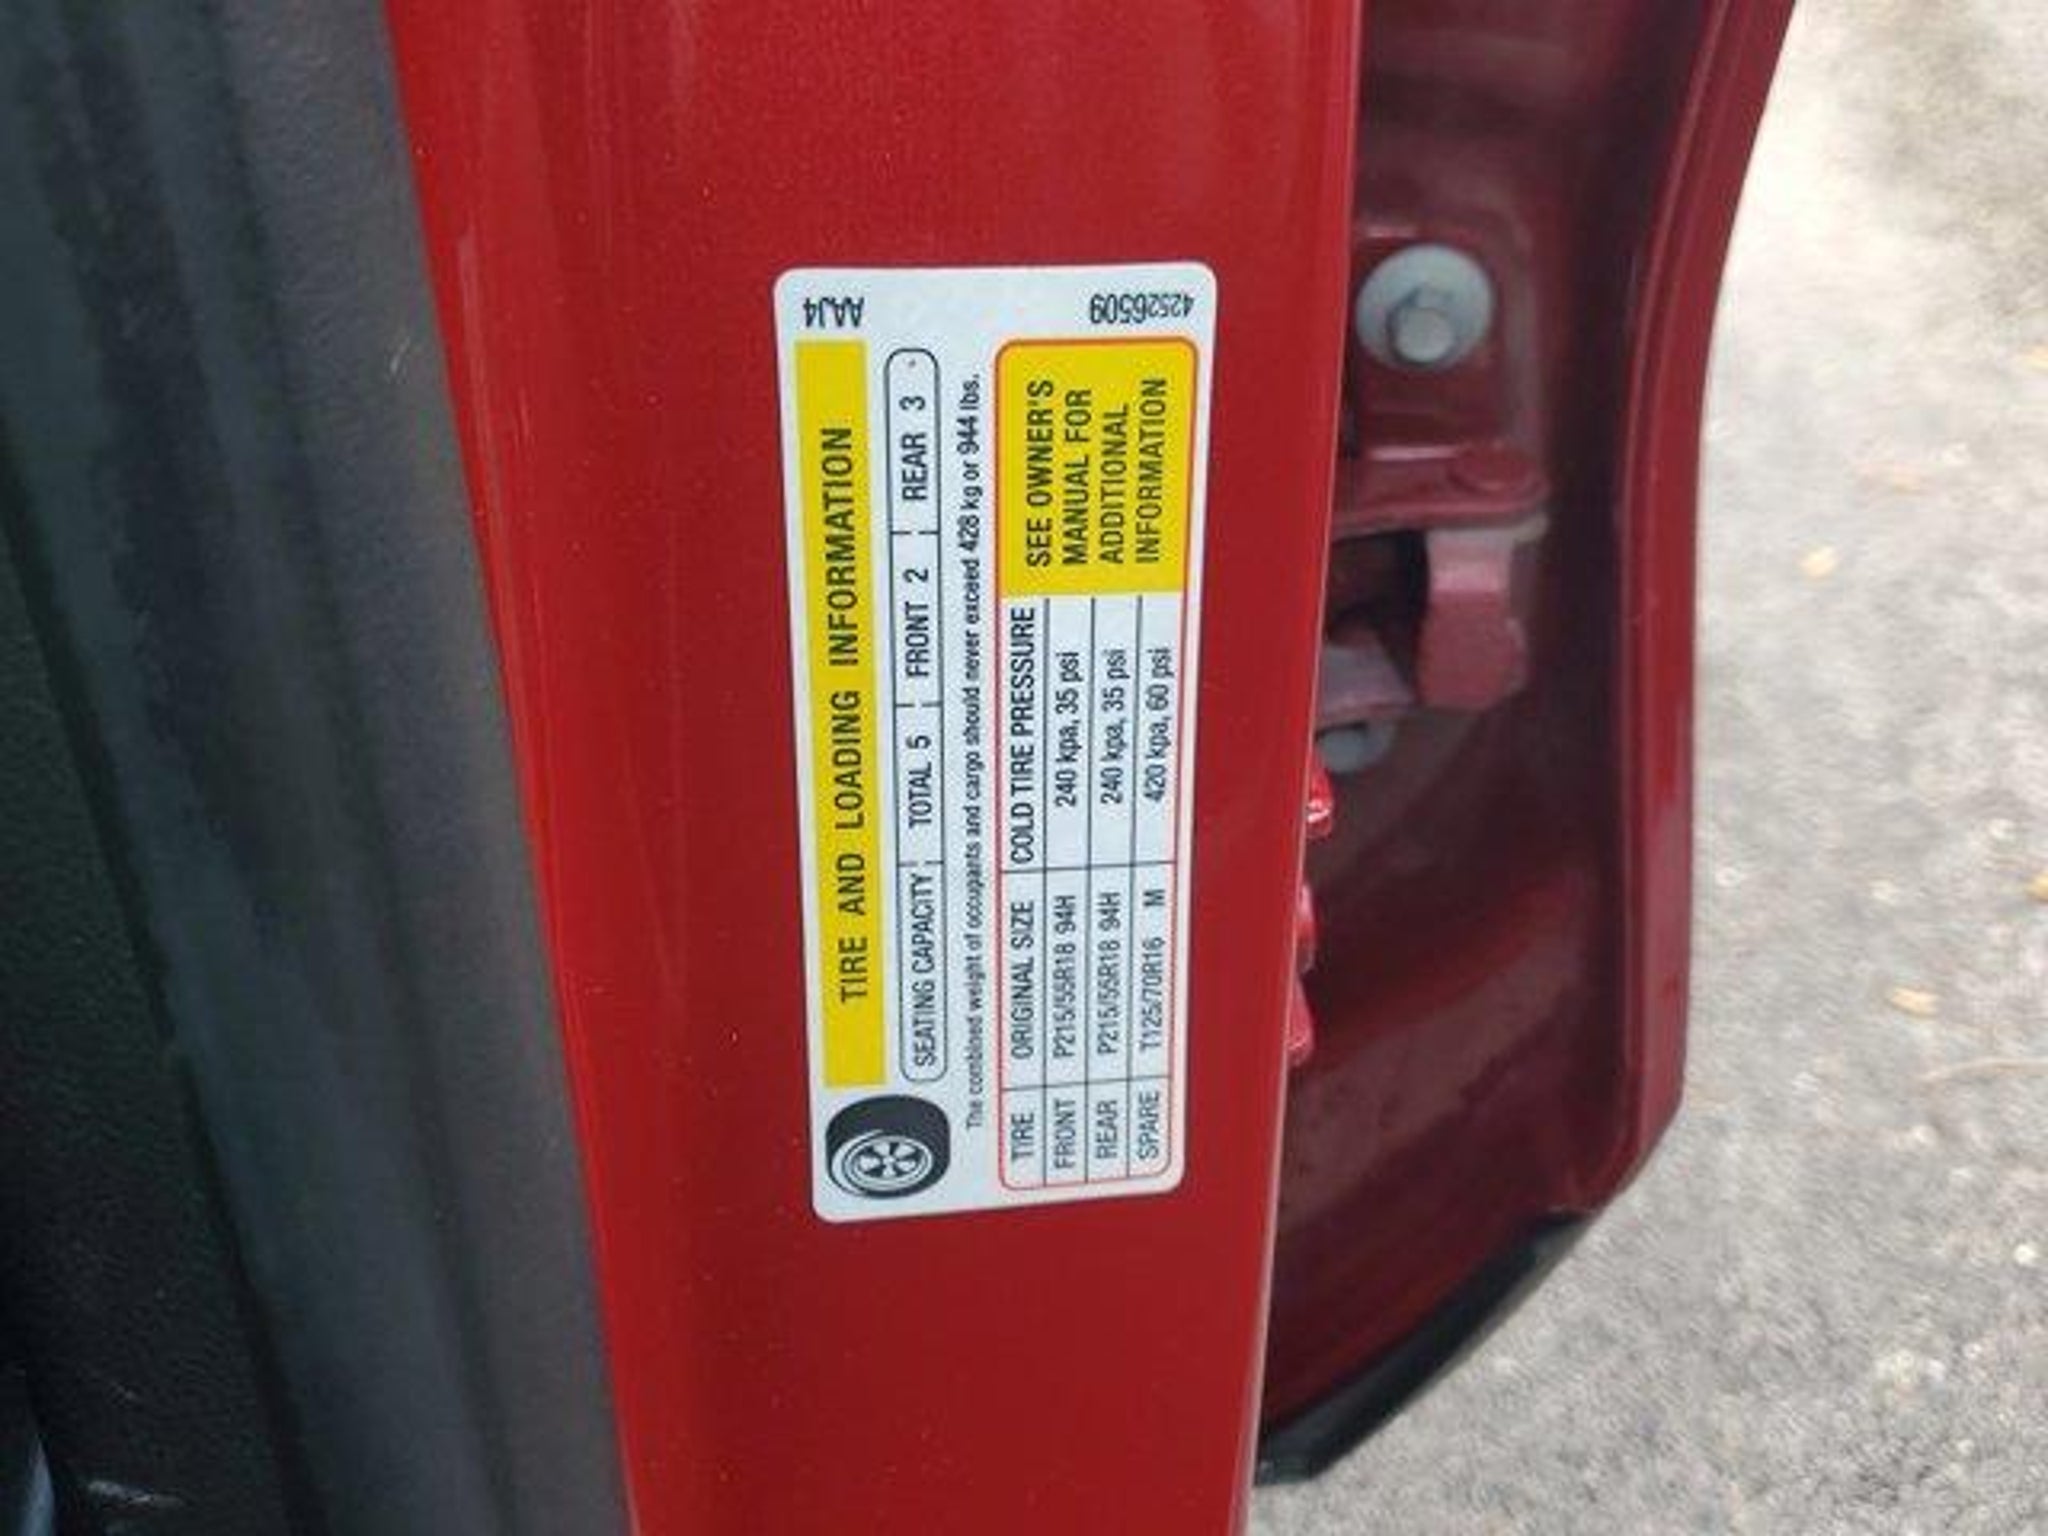 AAJ4
TIRE AND LOADING INFORMATION
SEATING CAPACITY TOTAL 5 FRONT 2 REAR 3
The combined weight of occupants and cargo should never exceed 428 kg or 944 lbs.
TIRE ORIGINAL SIZE COLD TIRE PRESSURE
FRONT P215/55R18 94H 240 kpa, 35 psi
REAR P215/55R18 94H 240 kpa, 35 psi
SPARE T125/70R16 M 420 kpa, 60 psi
SEE OWNER'S
MANUAL FOR
ADDITIONAL
INFORMATION
42526509